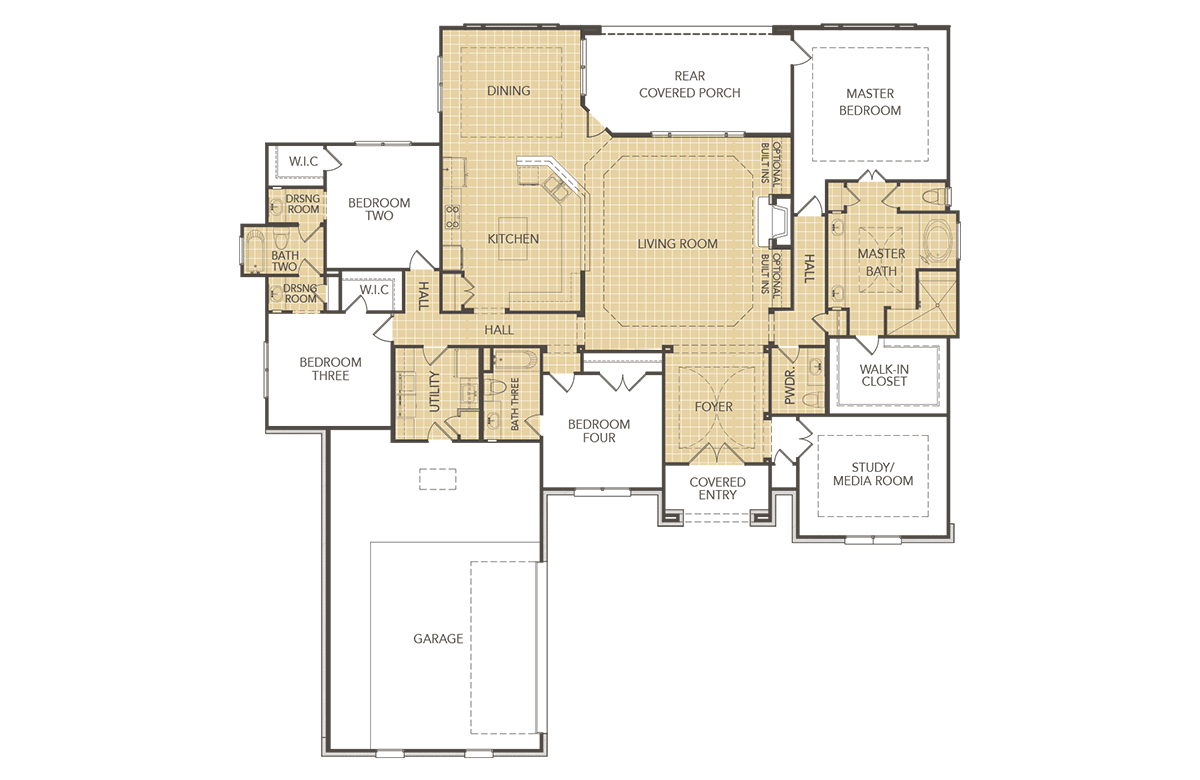 DINING
REAR
COVERED PORCH
MASTER
BEDROOM
W.I.C
DRSNG
ROOM
BEDROOM
TWO
OPTIONAL
BUILT INS
KITCHEN
LIVING ROOM
BATH
TWO
DRSNG
ROOM
W.I.C
HALL
HALL
OPTIONAL
BUILT INS
HALL
MASTER
BATH
BEDROOM
THREE
UTILITY
BATH THREE
BEDROOM
FOUR
FOYER
PWDR.
WALK-IN
CLOSET
COVERED
ENTRY
STUDY/
MEDIA ROOM
GARAGE